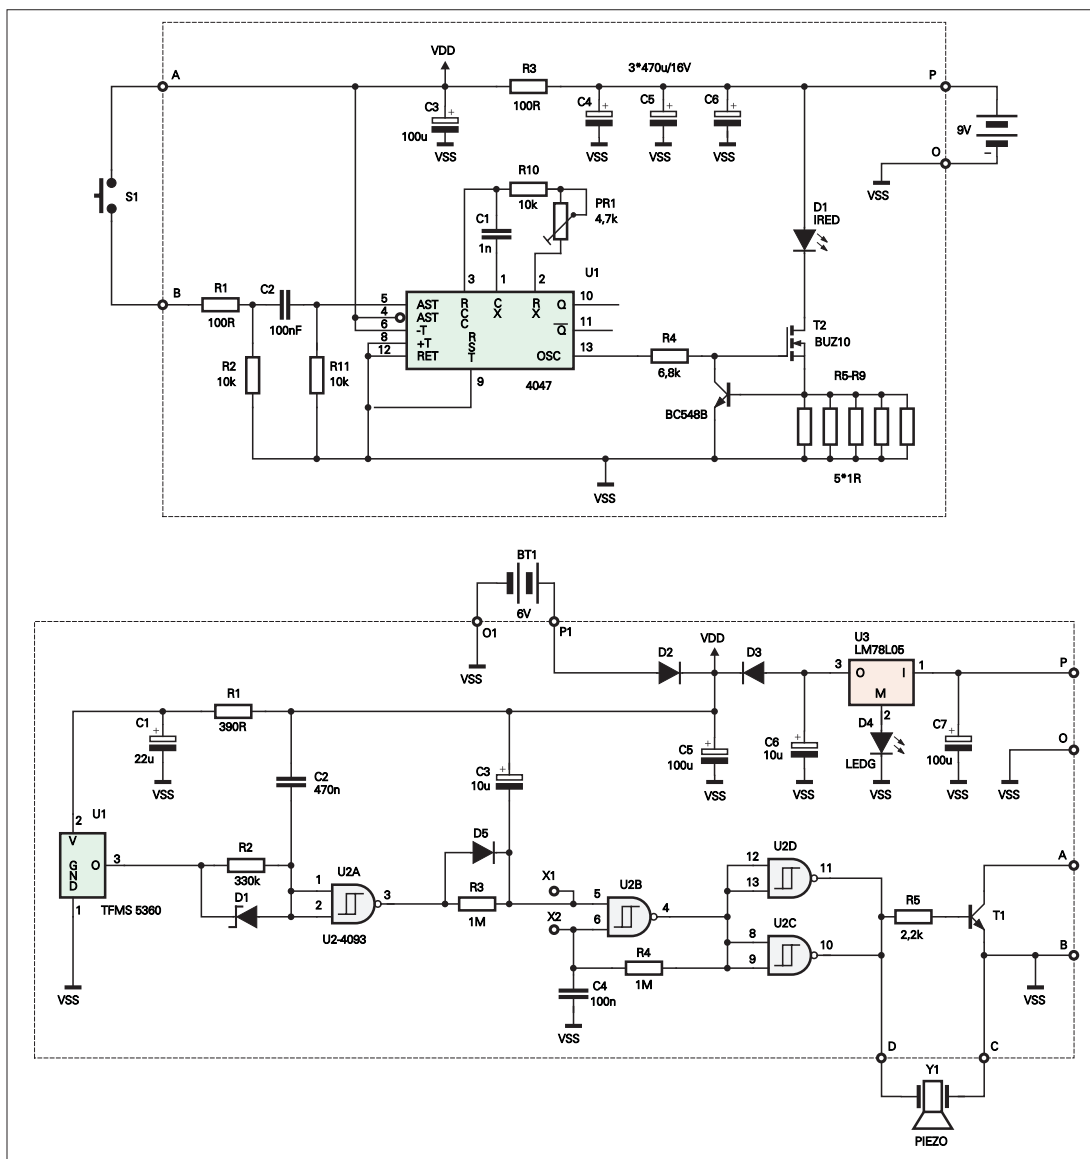 A
VDD
R3
100R
3*470u/16V
P
C3
100u
VSS
C4
VSS
C5
VSS
C6
VSS
9V
O
VSS
S1
R10
10k
PR1
4,7k
C1
1n
D1
IRED
3
1
2
U1
B
R1
100R
C2
100nF
5
4
6
8
12
AST
AST
-T
+T
RET
RCC
CX
RX
RST
Q
Q
OSC
10
11
13
9
4047
R2
10k
R11
10k
R4
6,8k
T2
BUZ10
BC548B
R5-R9
5*1R
VSS
BT1
6V
O1
P1
VSS
D2
VDD
D3
U3
LM78L05
3
O
I
M
1
2
P
D4
LEDG
VSS
C7
100u
VSS
O
VSS
C6
10u
VSS
C5
100u
VSS
R1
390R
C1
22u
VSS
C2
470n
C3
10u
U1
2
V
GND
O
3
1
TFMS 5360
VSS
R2
330k
D1
U2A
1
2
3
U2-4093
D5
R3
1M
X1
X2
U2B
5
6
4
R4
1M
C4
100n
VSS
U2D
12
13
11
U2C
8
9
10
R5
2,2k
T1
A
B
VSS
D
C
Y1
PIEZO